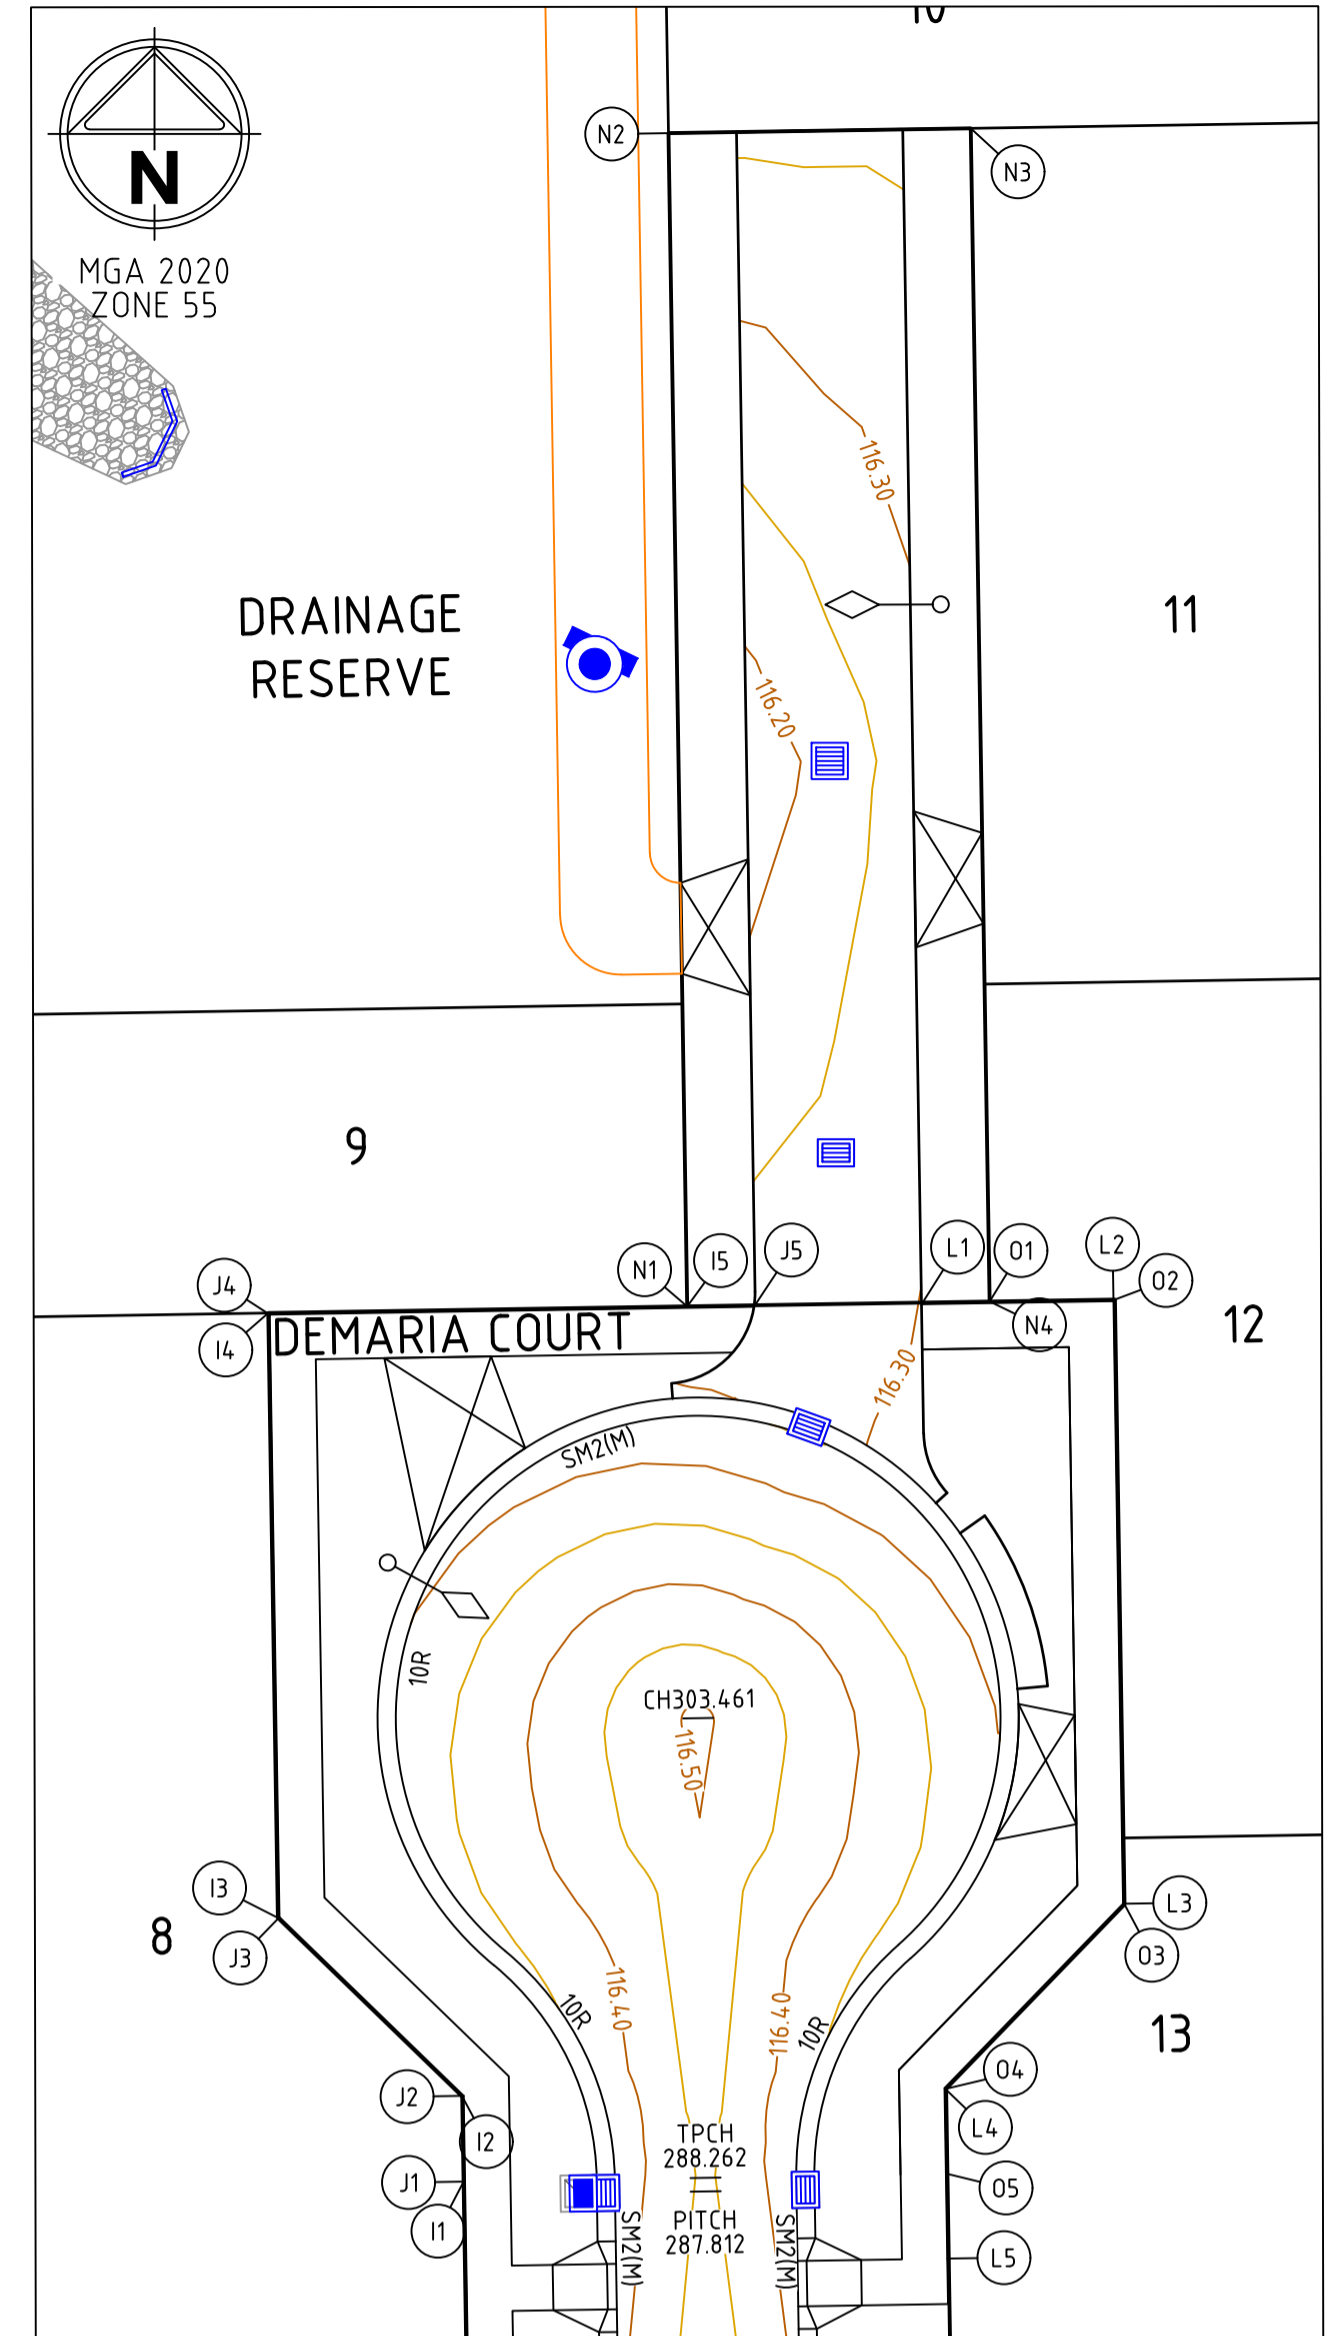 10
N2
N3
N
MGA 2020
ZONE 55
116.30
DRAINAGE
RESERVE
11
116.20
9
J4
I4
N1
I5
J5
L1
O1
L2
O2
N4
DEMARIA COURT
12
116.30
SM2(M)
10R
CH303.461
116.50
I3
J3
8
L3
O3
116.40
116.40
10R
10R
13
J2
I2
O4
L4
TPCH
288.262
J1
I1
O5
PITCH
287.812
SM2(M)
SM2(M)
L5